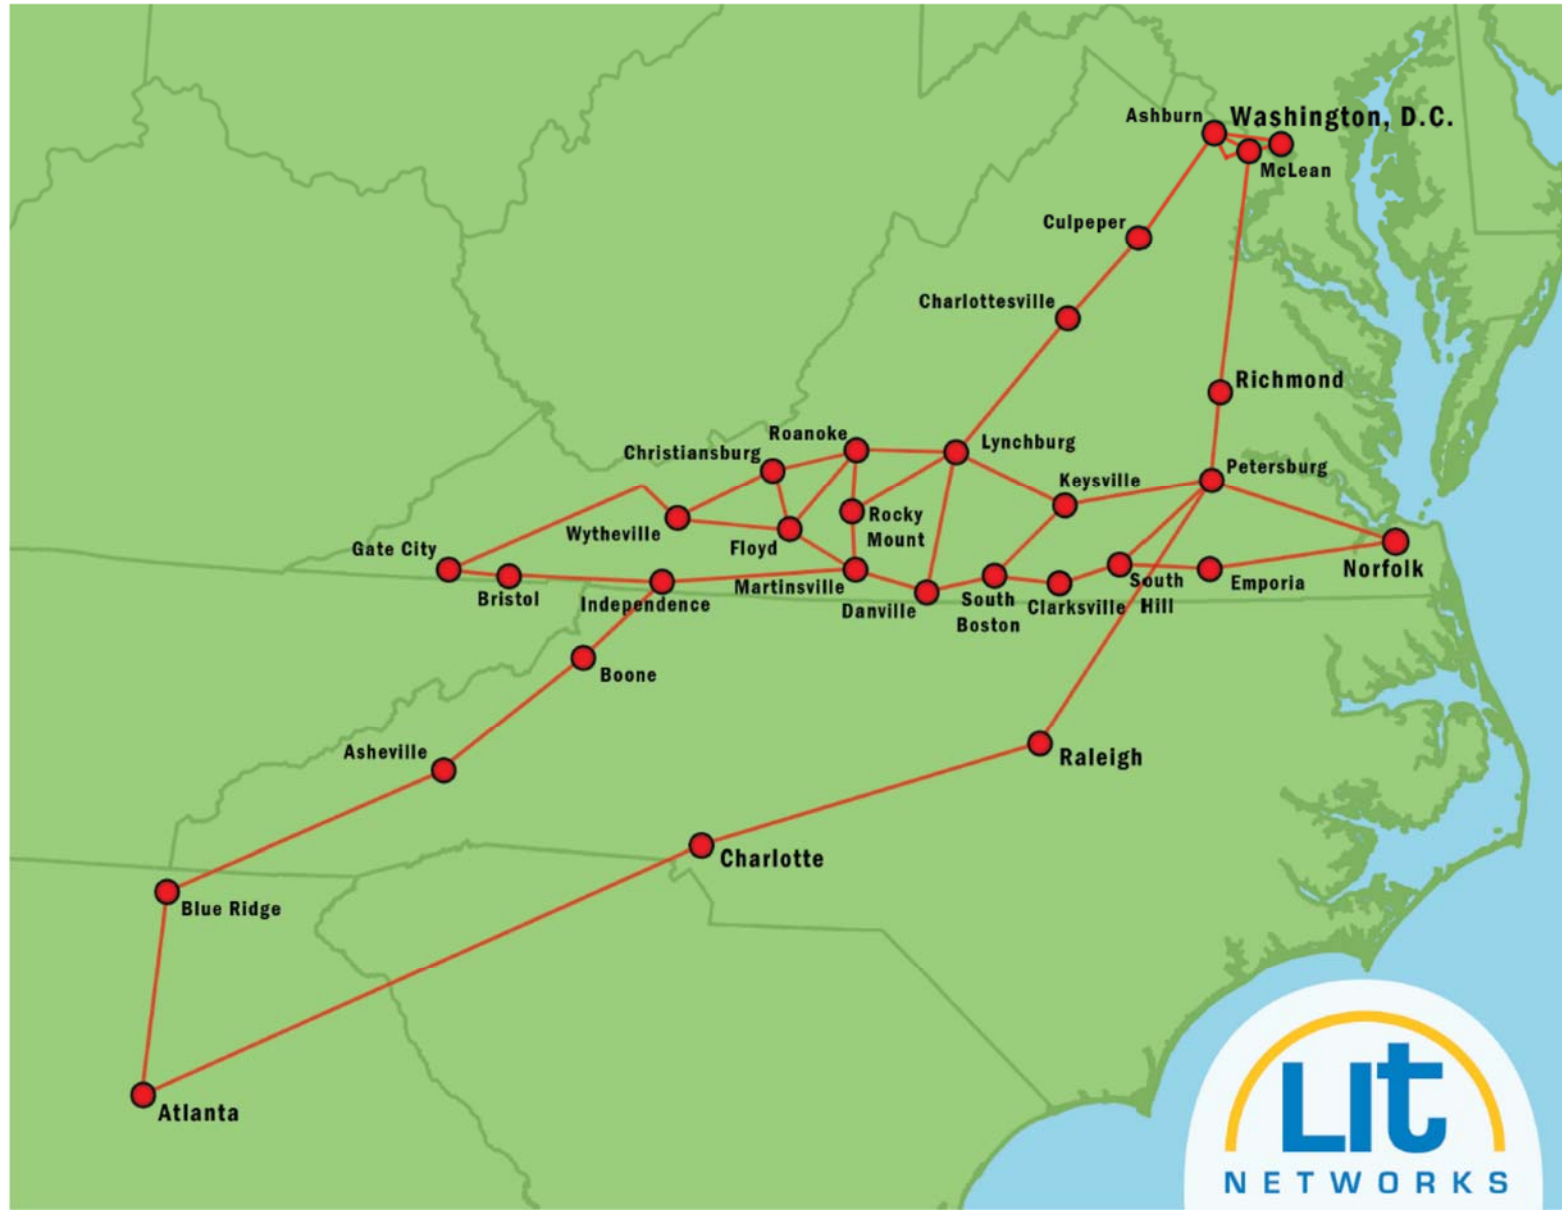 Ashburn
Washington, D.C.
McLean
Culpeper
Charlottesville
Richmond
Roanoke
Lynchburg
Christiansburg
Petersburg
Keysville
Rocky
Mount
Wytheville
Floyd
Gate City
Norfolk
Bristol
Independence
Martinsville
Danville
South
Boston
Clarksville
South
Hill
Emporia
Boone
Asheville
Raleigh
Charlotte
Blue Ridge
Atlanta
LIt
NETWORKS